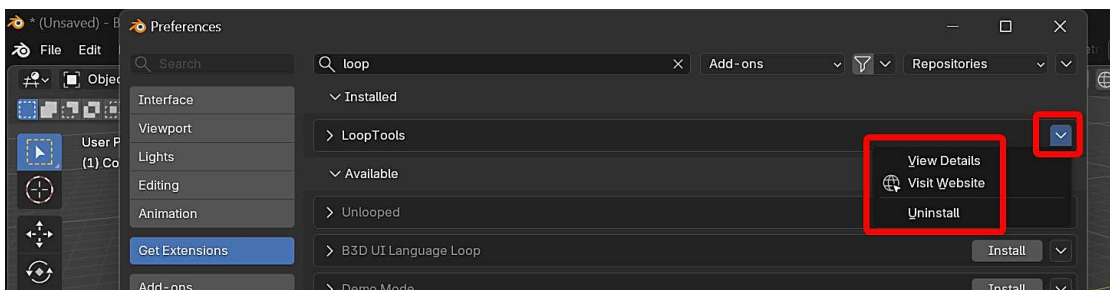 * (Unsaved) - B
Preferences
File Edit
Search
loop
Add-ons
Repositories
Objec
Interface
Installed
Viewport
LoopTools
User P
(1) Co
Lights
View Details
Available
Visit Website
Editing
Animation
Unlooped
Uninstall
Get Extensions
B3D UI Language Loop
Install
Add-ons
Demo Mode
Install